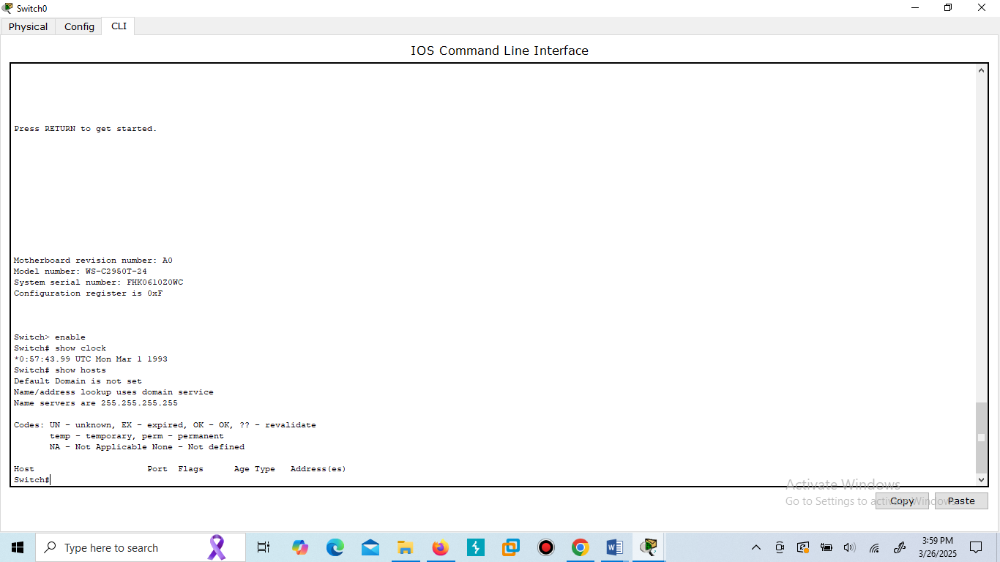 Switch0
Physical Config CLI
IOS Command Line Interface
Press RETURN to get started.
Motherboard revision number: A0
Model number: WS-C2950T-24
System serial number: FHK0610Z0WC
Configuration register is 0xF
Switch> enable
Switch# show clock
*0:57:43.99 UTC Mon Mar 1 1993
Switch# show hosts
Default Domain is not set
Name/address lookup uses domain service
Name servers are 255.255.255.255
Codes: UN - unknown, EX - expired, OK - OK, ?? - revalidate
temp - temporary, perm - permanent
NA - Not Applicable None - Not defined
Host Port Flags Age Type Address(es)
Switch#
Activate Windows
Go to Settings to activate Windows.
Copy Paste
Type here to search
3:59 PM
3/26/2025